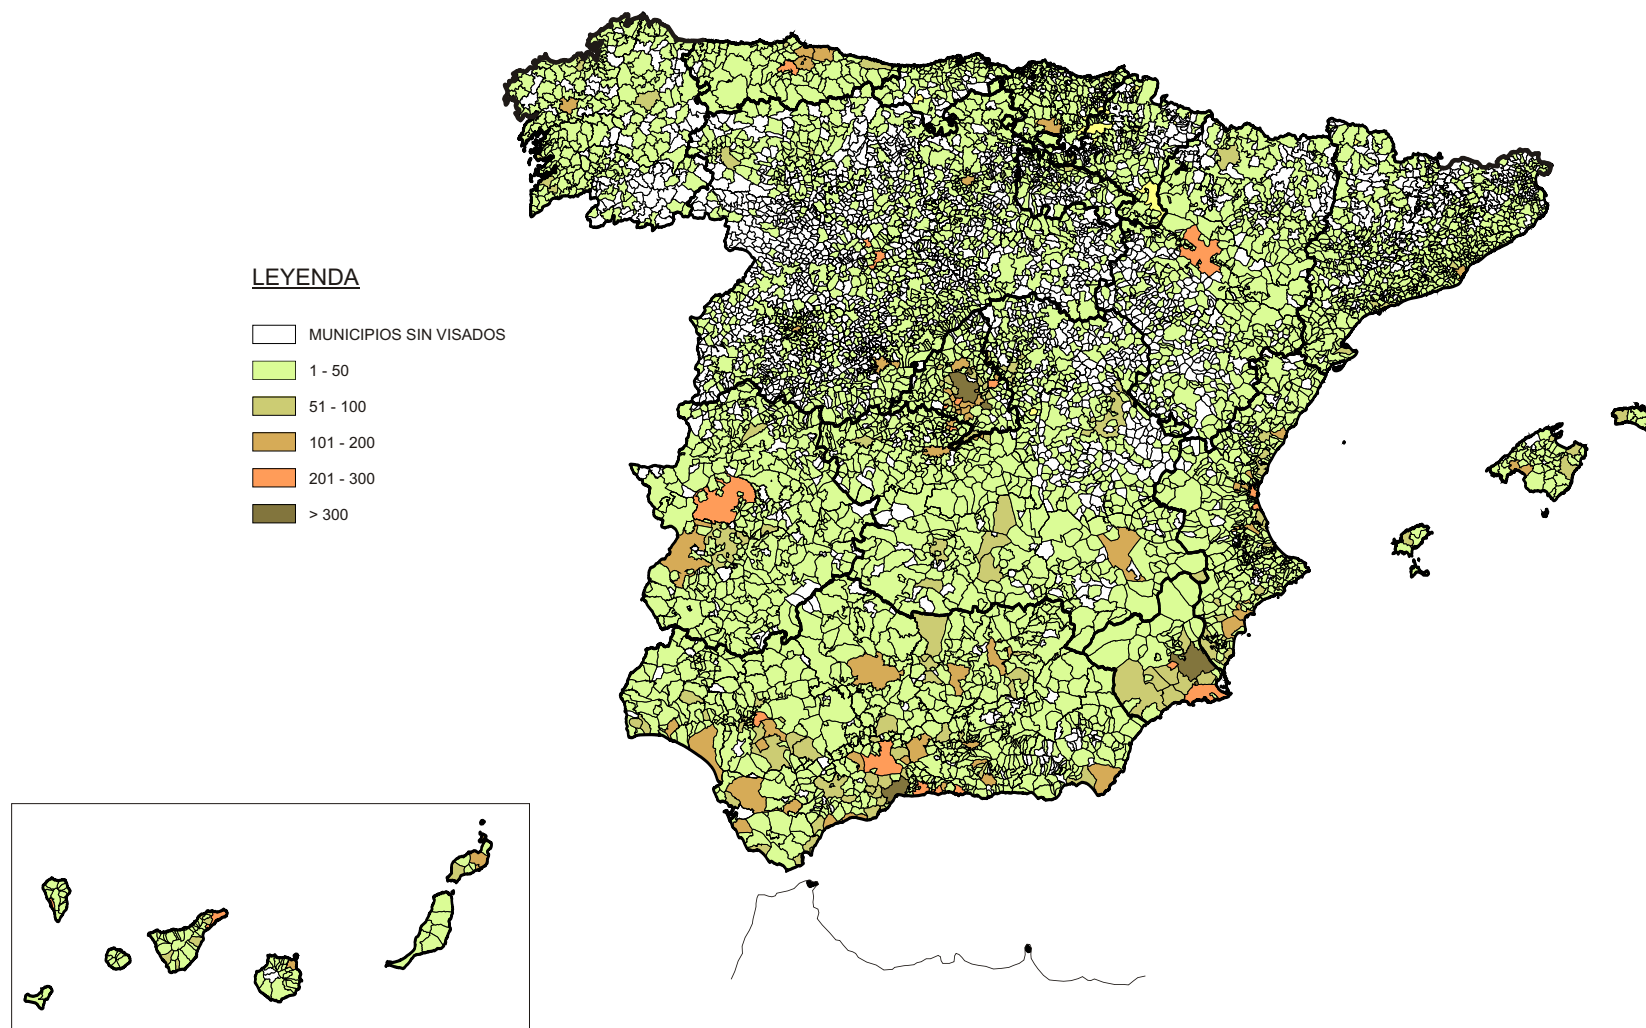 LEYENDA
MUNICIPIOS SIN VISADOS
1 - 50
51 - 100
101 - 200
201 - 300
> 300